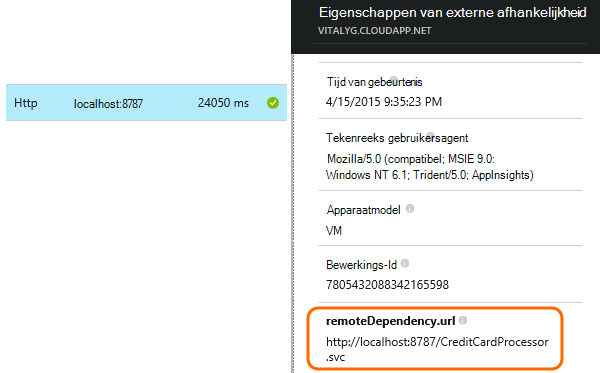 Http localhost:8787 24050 ms
Eigenschappen van externe afhankelijkheid
VITALYG.CLOUDAPP.NET
Tijd van gebeurtenis
4/15/2015 9:35:23 PM
Tekenreeks gebruikersagent
Mozilla/5.0 (compatibel; MSIE 9.0:
Windows NT 6.1; Trident/5.0; AppInsights)
Apparaatmodel
VM
Bewerkings-Id
7805432088342165598
remoteDependency.url
http://localhost:8787/CreditCardProcessor
.svc